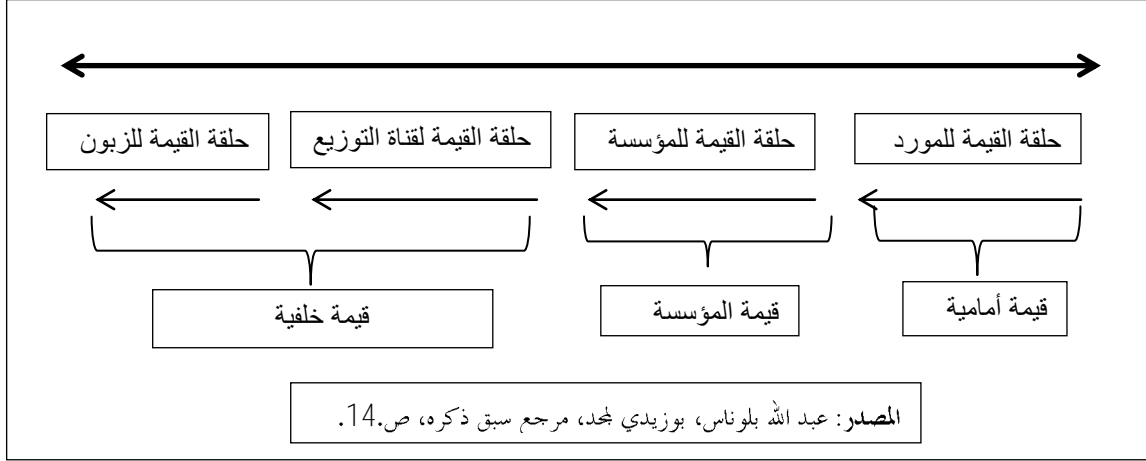 حلقة القيمة للمورد
حلقة القيمة للمؤسسة
حلقة القيمة لقناة التوزيع
حلقة القيمة للزبون
قيمة أمامية
قيمة المؤسسة
قيمة خلفية
المصدر: عبد الله بلوناس، بوزيدي لمجد، مرجع سبق ذكره، ص.14.